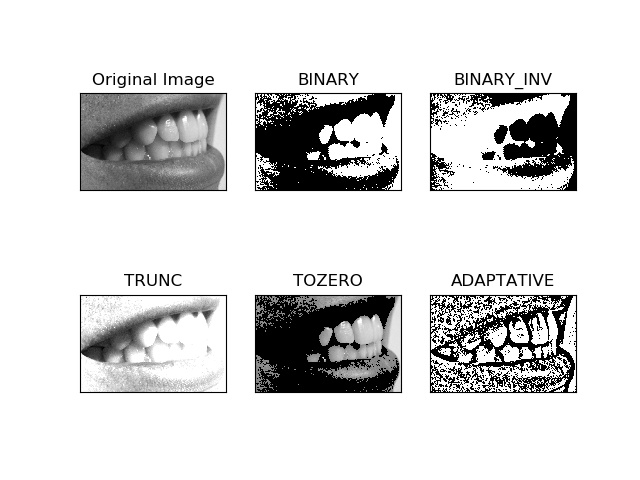 Original Image
BINARY
BINARY_INV
TRUNC
TOZERO
ADAPTATIVE